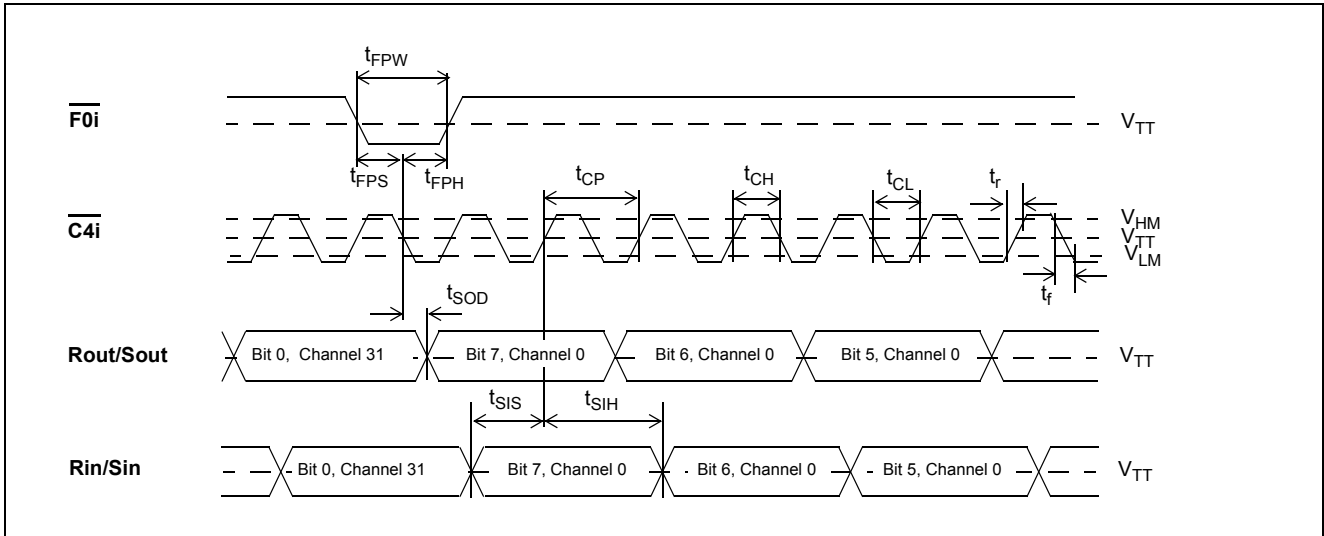 tFPW
F0i
VTT
tFPS tFPH tCP tCH tCL tr
C4i
VHM
VTT
VLM
tf
tSOD
Rout/Sout Bit 0, Channel 31 Bit 7, Channel 0 Bit 6, Channel 0 Bit 5, Channel 0 VTT
tSIS tSIH
Rin/Sin Bit 0, Channel 31 Bit 7, Channel 0 Bit 6, Channel 0 Bit 5, Channel 0 VTT